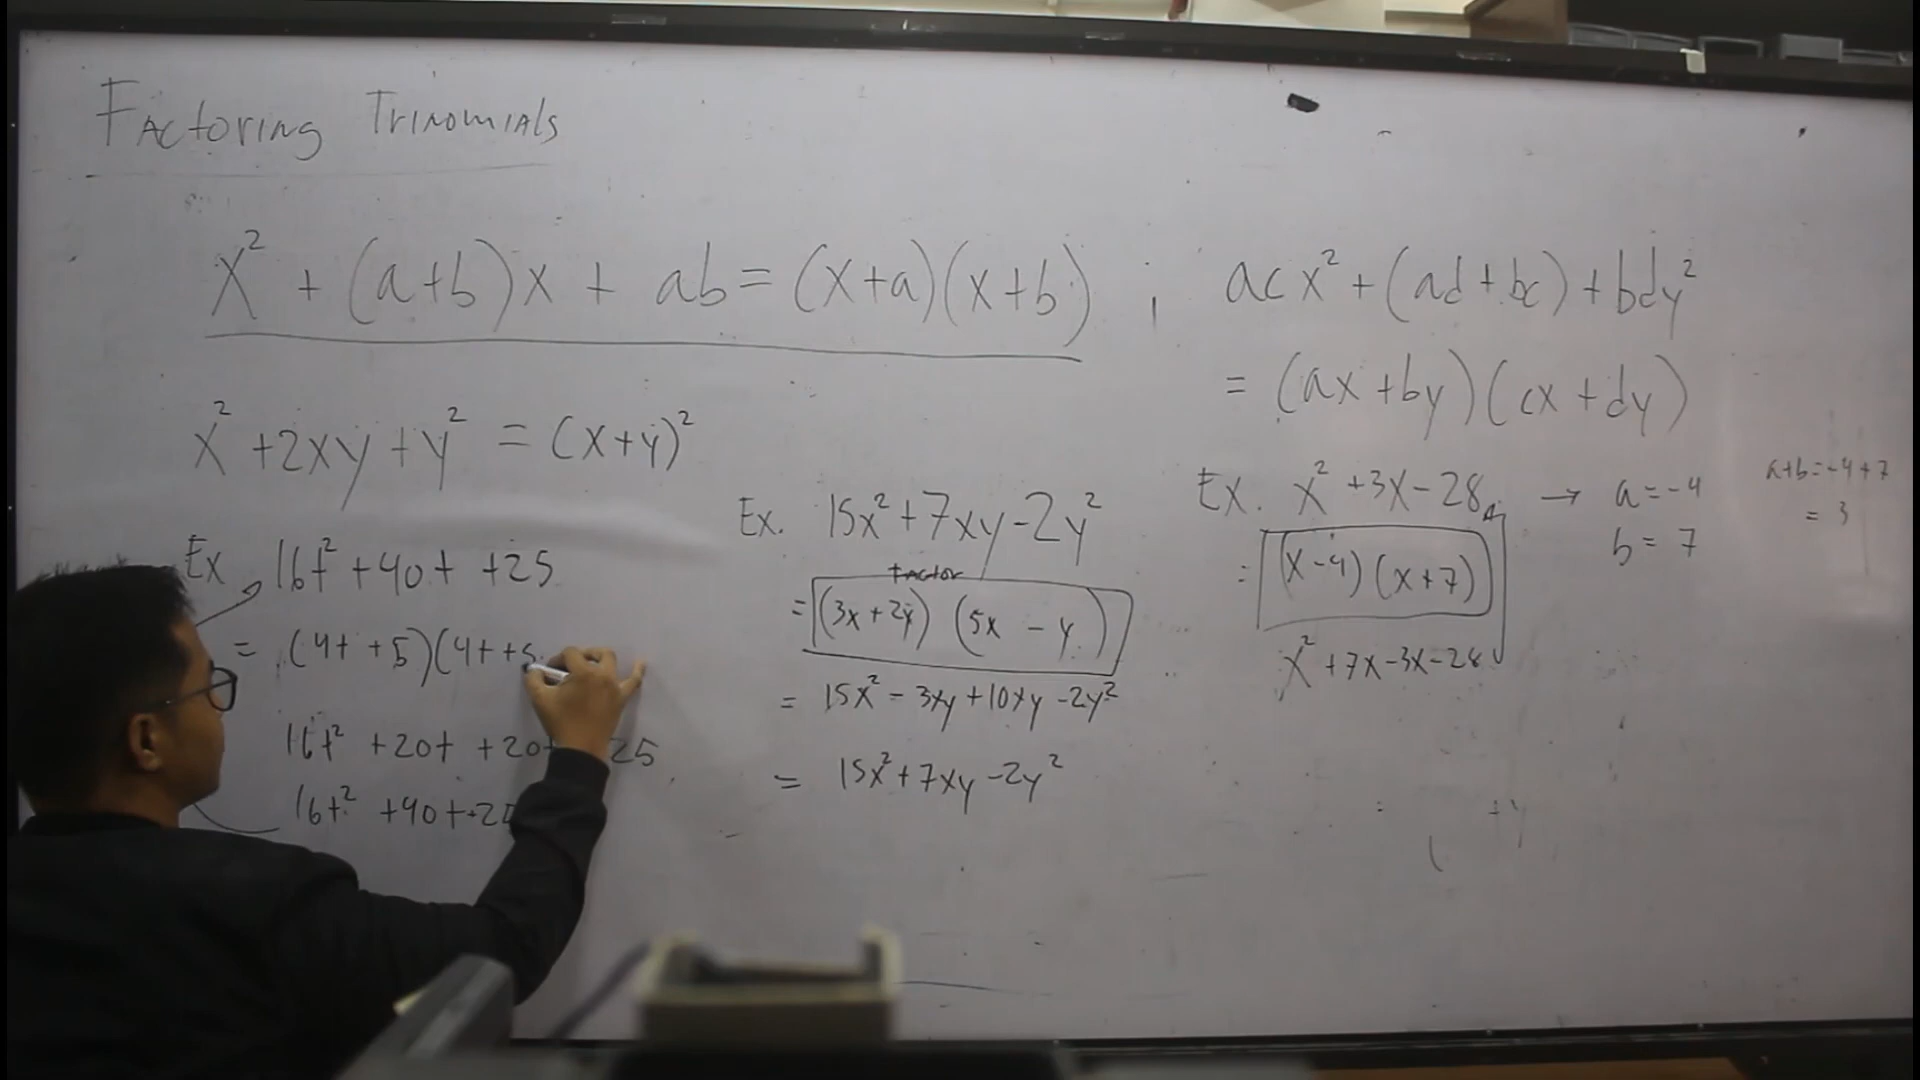 Factoring Trinomials
x² + (a+b)x + ab = (x+a)(x+b) ; acx² + (ad+bc) + bdy²
= (ax+by)(cx+dy)
x² + 2xy + y² = (x+y)²
Ex 16t² + 40t + 25
= (4t + 5)(4t + 5
16t² + 20t + 20t 25
16t² + 40t + 25
Ex. 15x² + 7xy - 2y²
factor
= (3x + 2y) (5x - y)
= 15x² - 3xy + 10xy - 2y²
= 15x² + 7xy - 2y²
Ex. x² + 3x - 28 → a = -4
b = 7
a+b = -4 + 7
= 3
= (x - 4)(x + 7)
x² + 7x - 3x - 28